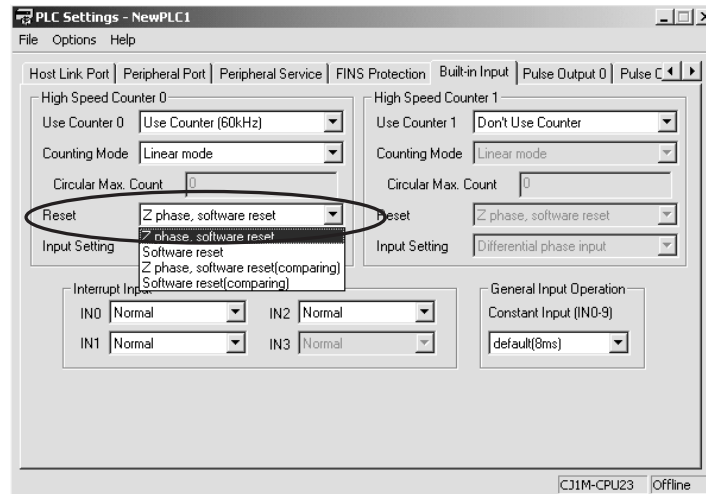 PLC Settings - NewPLC1
File Options Help
Host Link Port Peripheral Port Peripheral Service FINS Protection Built-in Input Pulse Output 0 Pulse
High Speed Counter 0
Use Counter 0 Use Counter (60kHz)
Counting Mode Linear mode
Circular Max. Count 0
Reset Z phase, software reset
Z phase, software reset
Software reset
Z phase, software reset(comparing)
Software reset(comparing)
Input Setting
High Speed Counter 1
Use Counter 1 Don't Use Counter
Counting Mode Linear mode
Circular Max. Count 0
Reset Z phase, software reset
Input Setting Differential phase input
Interrupt Input
IN0 Normal IN2 Normal
IN1 Normal IN3 Normal
General Input Operation
Constant Input (IN0-9)
default(8ms)
CJ1M-CPU23 Offline